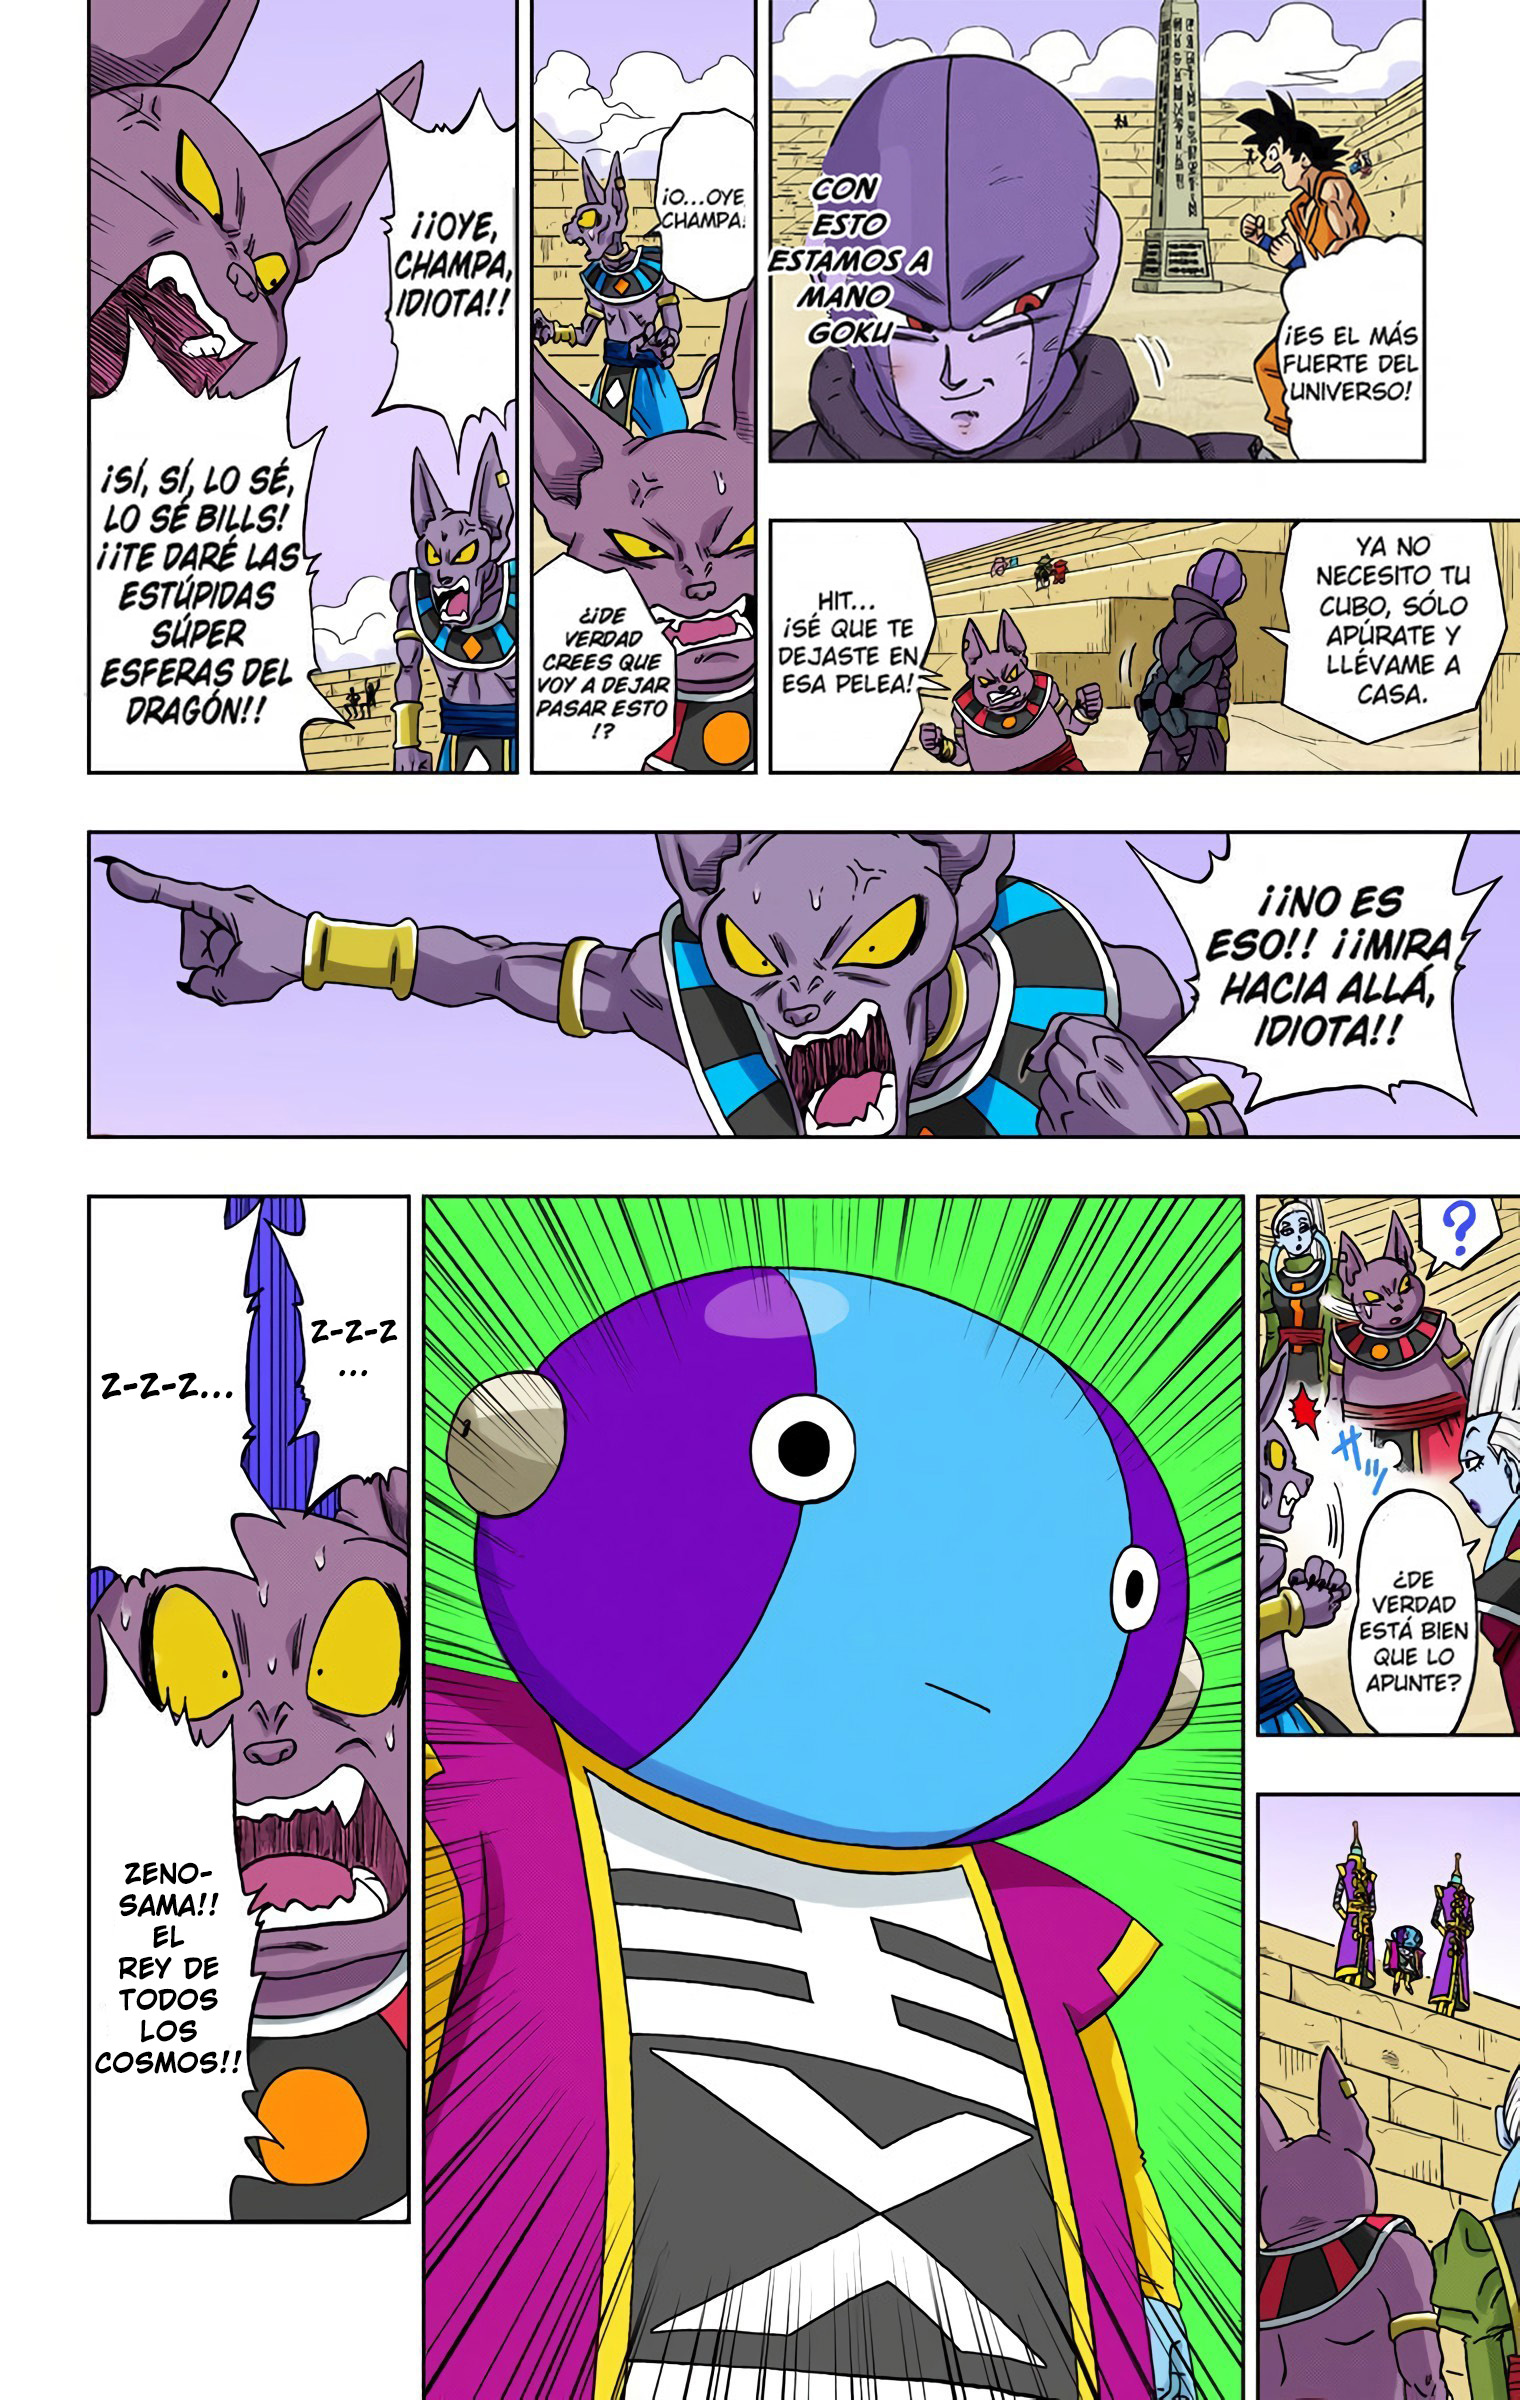 ¡ES EL MÁS
FUERTE DEL
UNIVERSO!
CON
ESTO
ESTAMOS A
MANO
GOKU
YA NO
NECESITO TU
CUBO, SÓLO
APÚRATE Y
LLÉVAME A
CASA.
HIT...
¡SÉ QUE TE
DEJASTE EN
ESA PELEA!
¡O...OYE
CHAMPA!
¿¡DE
VERDAD
CREES QUE
VOY A DEJAR
PASAR ESTO
!?
¡¡OYE,
CHAMPA,
IDIOTA!!
¡SÍ, SÍ, LO SÉ,
LO SÉ BILLS!
¡¡TE DARÉ LAS
ESTÚPIDAS
SÚPER
ESFERAS DEL
DRAGÓN!!
¡¡NO ES
ESO!! ¡¡MIRA
HACIA ALLÁ,
IDIOTA!!
?
ザッ
¿DE
VERDAD
ESTÁ BIEN
QUE LO
APUNTE?
Z-Z-Z
...
Z-Z-Z...
ZENO-
SAMA!!
EL
REY DE
TODOS
LOS
COSMOS!!